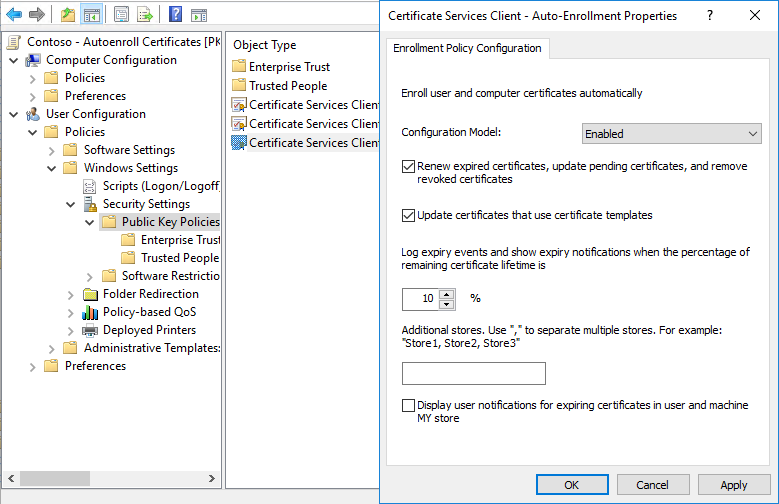 Contoso - Autoenroll Certificates [PK
Computer Configuration
Policies
Preferences
User Configuration
Policies
Software Settings
Windows Settings
Scripts (Logon/Logoff
Security Settings
Public Key Policies
Enterprise Trust
Trusted People
Software Restrictio
Folder Redirection
Policy-based QoS
Deployed Printers
Administrative Templates:
Preferences
Object Type
Enterprise Trust
Trusted People
Certificate Services Clien
Certificate Services Clien
Certificate Services Clien
Certificate Services Client - Auto-Enrollment Properties
?
Enrollment Policy Configuration
Enroll user and computer certificates automatically
Configuration Model:
Enabled
Renew expired certificates, update pending certificates, and remove
revoked certificates
Update certificates that use certificate templates
Log expiry events and show expiry notifications when the percentage of
remaining certificate lifetime is
10 %
Additional stores. Use "," to separate multiple stores. For example:
"Store1, Store2, Store3"
Display user notifications for expiring certificates in user and machine
MY store
OK
Cancel
Apply